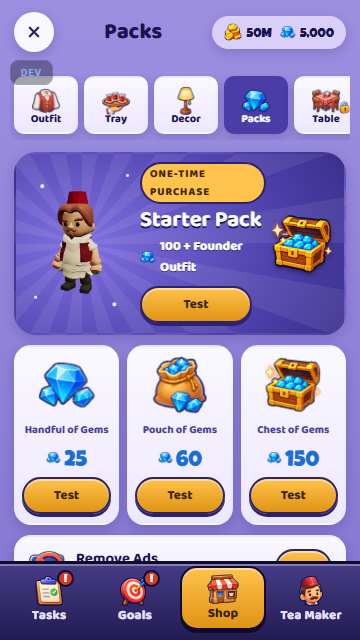 Packs
50M
5,000
DEV
Outfit
Tray
Decor
Packs
Table
ONE-TIME
PURCHASE
Starter Pack
100 + Founder
Outfit
Test
Handful of Gems
Pouch of Gems
Chest of Gems
25
60
150
Test
Test
Test
Remove Ads
Tasks
Goals
Shop
Tea Maker